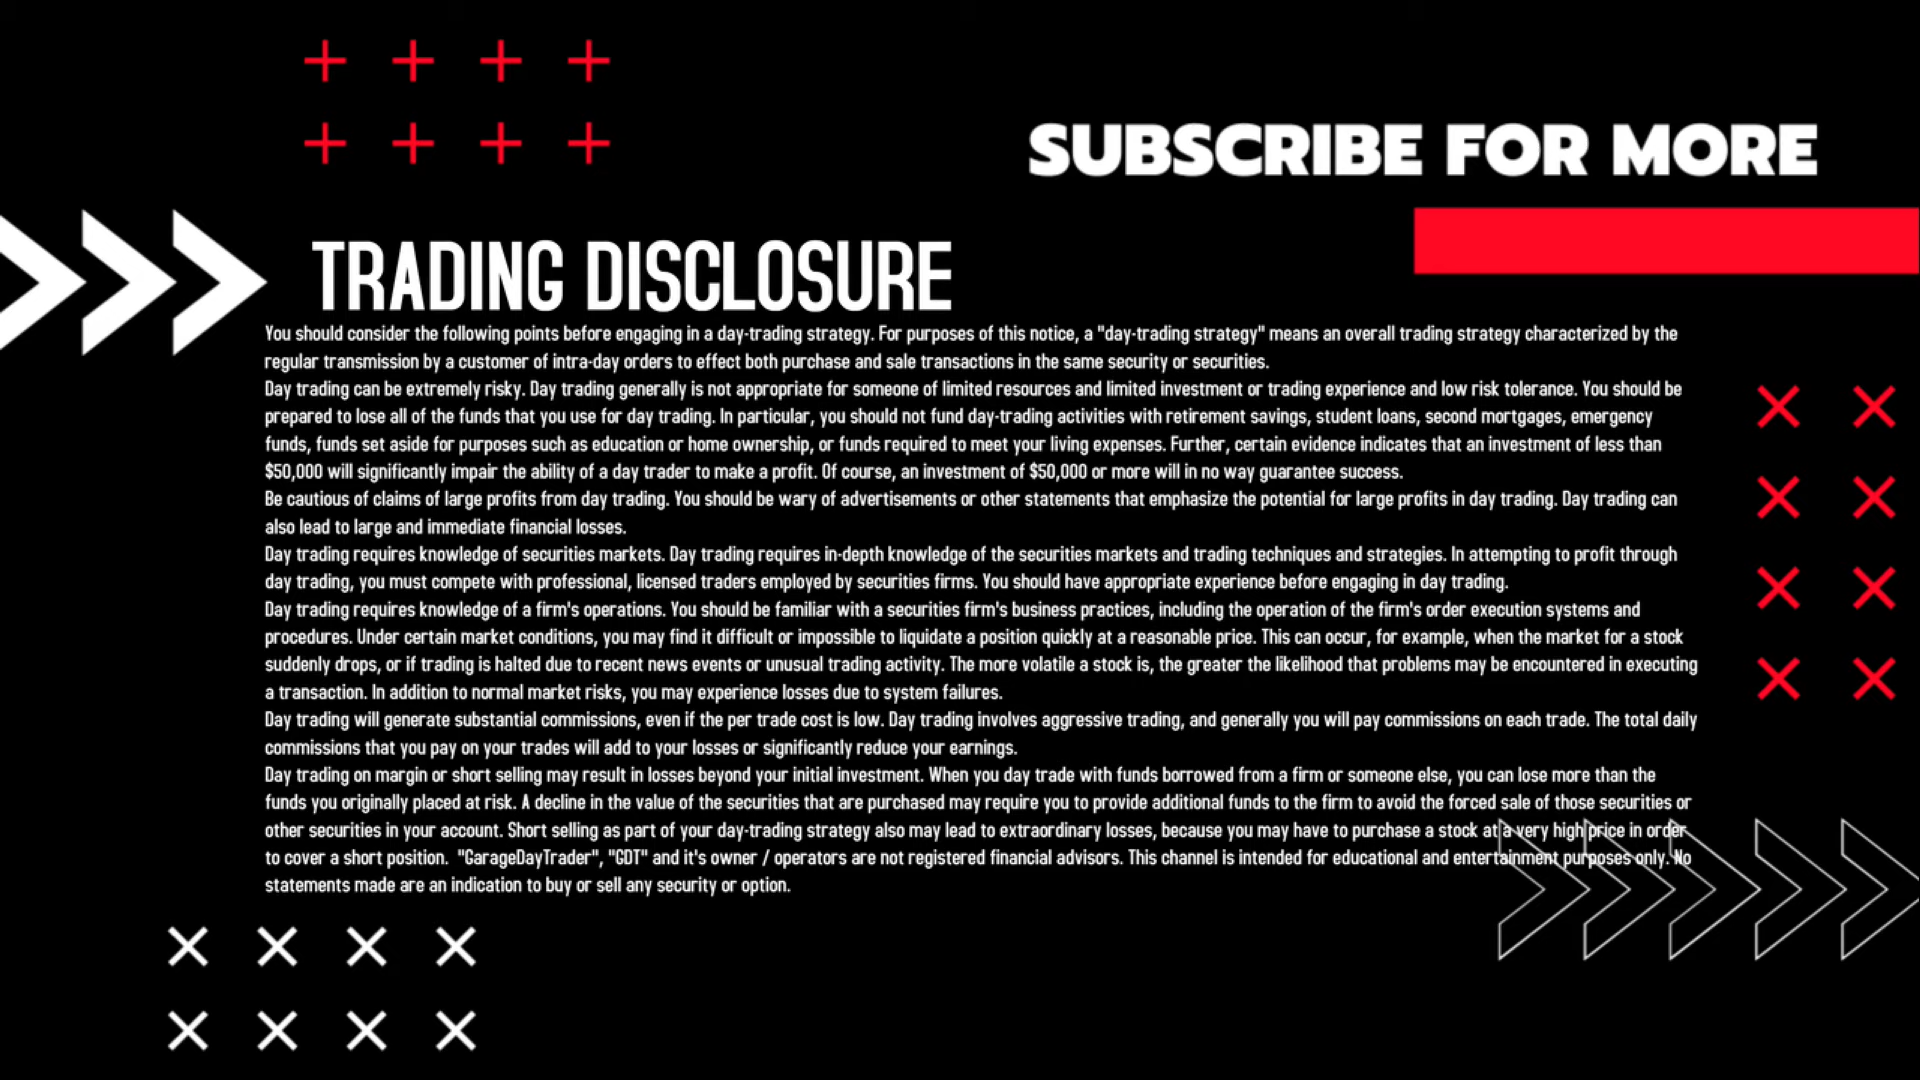 SUBSCRIBE FOR MORE
TRADING DISCLOSURE
You should consider the following points before engaging in a day-trading strategy. For purposes of this notice, a "day-trading strategy" means an overall trading strategy characterized by the
regular transmission by a customer of intra-day orders to effect both purchase and sale transactions in the same security or securities.
Day trading can be extremely risky. Day trading generally is not appropriate for someone of limited resources and limited investment or trading experience and low risk tolerance. You should be
prepared to lose all of the funds that you use for day trading. In particular, you should not fund day-trading activities with retirement savings, student loans, second mortgages, emergency
funds, funds set aside for purposes such as education or home ownership, or funds required to meet your living expenses. Further, certain evidence indicates that an investment of less than
$50,000 will significantly impair the ability of a day trader to make a profit. Of course, an investment of $50,000 or more will in no way guarantee success.
Be cautious of claims of large profits from day trading. You should be wary of advertisements or other statements that emphasize the potential for large profits in day trading. Day trading can
also lead to large and immediate financial losses.
Day trading requires knowledge of securities markets. Day trading requires in-depth knowledge of the securities markets and trading techniques and strategies. In attempting to profit through
day trading, you must compete with professional, licensed traders employed by securities firms. You should have appropriate experience before engaging in day trading.
Day trading requires knowledge of a firm's operations. You should be familiar with a securities firm's business practices, including the operation of the firm's order execution systems and
procedures. Under certain market conditions, you may find it difficult or impossible to liquidate a position quickly at a reasonable price. This can occur, for example, when the market for a stock
suddenly drops, or if trading is halted due to recent news events or unusual trading activity. The more volatile a stock is, the greater the likelihood that problems may be encountered in executing
a transaction. In addition to normal market risks, you may experience losses due to system failures.
Day trading will generate substantial commissions, even if the per trade cost is low. Day trading involves aggressive trading, and generally you will pay commissions on each trade. The total daily
commissions that you pay on your trades will add to your losses or significantly reduce your earnings.
Day trading on margin or short selling may result in losses beyond your initial investment. When you day trade with funds borrowed from a firm or someone else, you can lose more than the
funds you originally placed at risk. A decline in the value of the securities that are purchased may require you to provide additional funds to the firm to avoid the forced sale of those securities or
other securities in your account. Short selling as part of your day-trading strategy also may lead to extraordinary losses, because you may have to purchase a stock at a very high price in order
to cover a short position. "GarageDayTrader", "GDT" and it's owner / operators are not registered financial advisors. This channel is intended for educational and entertainment purposes only. No
statements made are an indication to buy or sell any security or option.